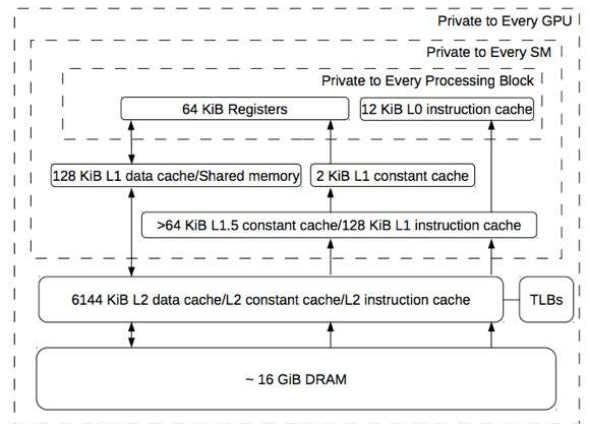 Private to Every GPU
Private to Every SM
Private to Every Processing Block
64 KiB Registers
12 KiB L0 instruction cache
128 KiB L1 data cache/Shared memory
2 KiB L1 constant cache
>64 KiB L1.5 constant cache/128 KiB L1 instruction cache
6144 KiB L2 data cache/L2 constant cache/L2 instruction cache
TLBs
~ 16 GiB DRAM